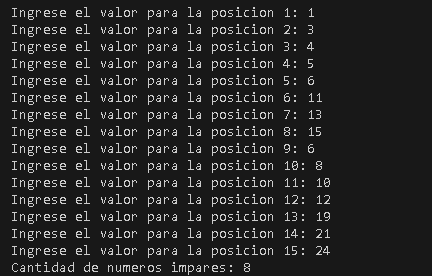 Ingrese el valor para la posicion 1: 1
Ingrese el valor para la posicion 2: 3
Ingrese el valor para la posicion 3: 4
Ingrese el valor para la posicion 4: 5
Ingrese el valor para la posicion 5: 6
Ingrese el valor para la posicion 6: 11
Ingrese el valor para la posicion 7: 13
Ingrese el valor para la posicion 8: 15
Ingrese el valor para la posicion 9: 6
Ingrese el valor para la posicion 10: 8
Ingrese el valor para la posicion 11: 10
Ingrese el valor para la posicion 12: 12
Ingrese el valor para la posicion 13: 19
Ingrese el valor para la posicion 14: 21
Ingrese el valor para la posicion 15: 24
Cantidad de numeros impares: 8